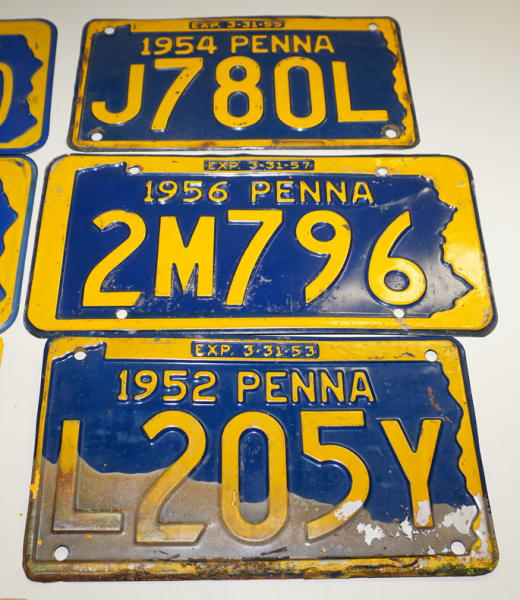 EXP. 3-31-55
1954 PENNA
J780L
EXP. 3-31-57
1956 PENNA
2M796
EXP. 3-31-53
1952 PENNA
L205Y